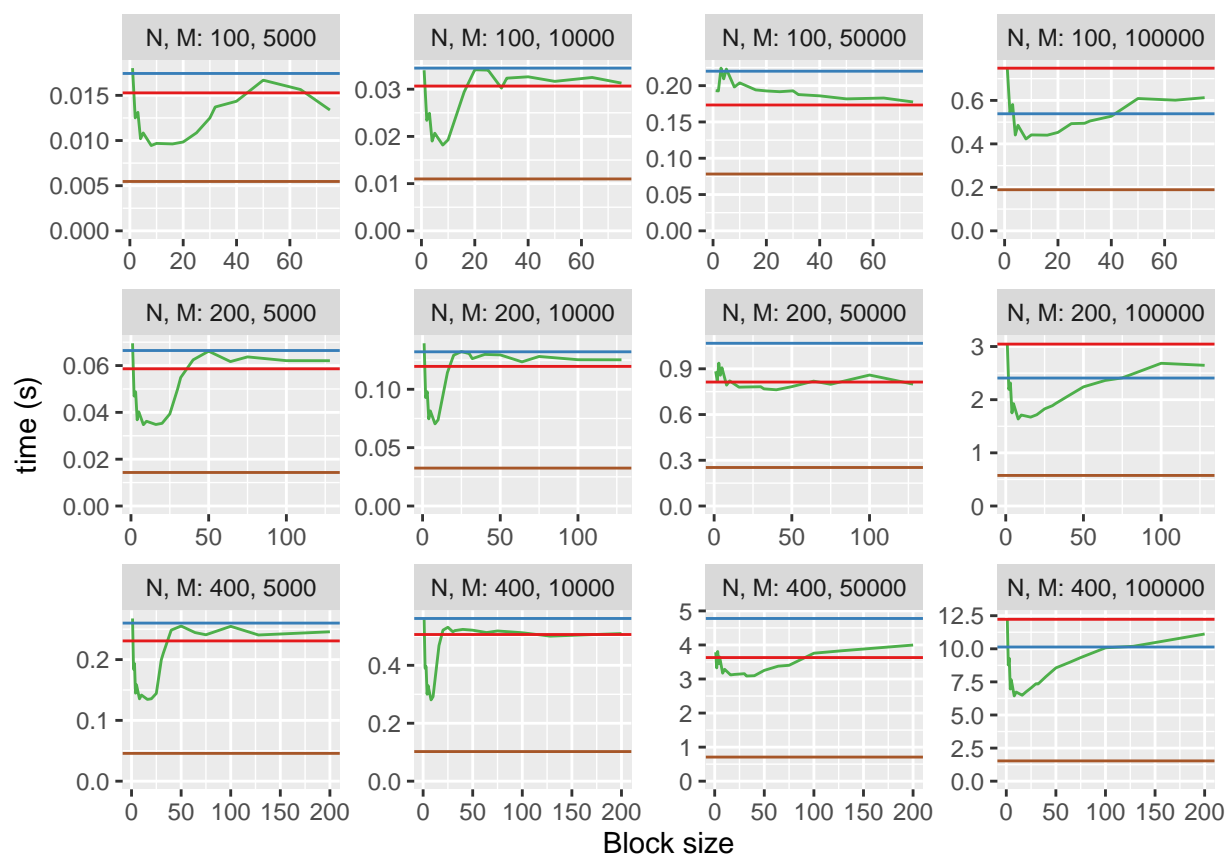 N, M: 100, 5000
N, M: 100, 10000
N, M: 100, 50000
N, M: 100, 100000
0.015
0.010
0.005
0.000
0 20 40 60
0.03
0.02
0.01
0.00
0 20 40 60
0.20
0.15
0.10
0.05
0.00
0 20 40 60
0.6
0.4
0.2
0.0
0 20 40 60
time (s)
N, M: 200, 5000
N, M: 200, 10000
N, M: 200, 50000
N, M: 200, 100000
0.06
0.04
0.02
0.00
0 50 100
0.10
0.05
0.00
0 50 100
0.9
0.6
0.3
0.0
0 50 100
3
2
1
0
0 50 100
N, M: 400, 5000
N, M: 400, 10000
N, M: 400, 50000
N, M: 400, 100000
0.2
0.1
0.0
0 50 100 150 200
0.4
0.2
0.0
0 50 100 150 200
5
4
3
2
1
0
0 50 100 150 200
12.5
10.0
7.5
5.0
2.5
0.0
0 50 100 150 200
Block size